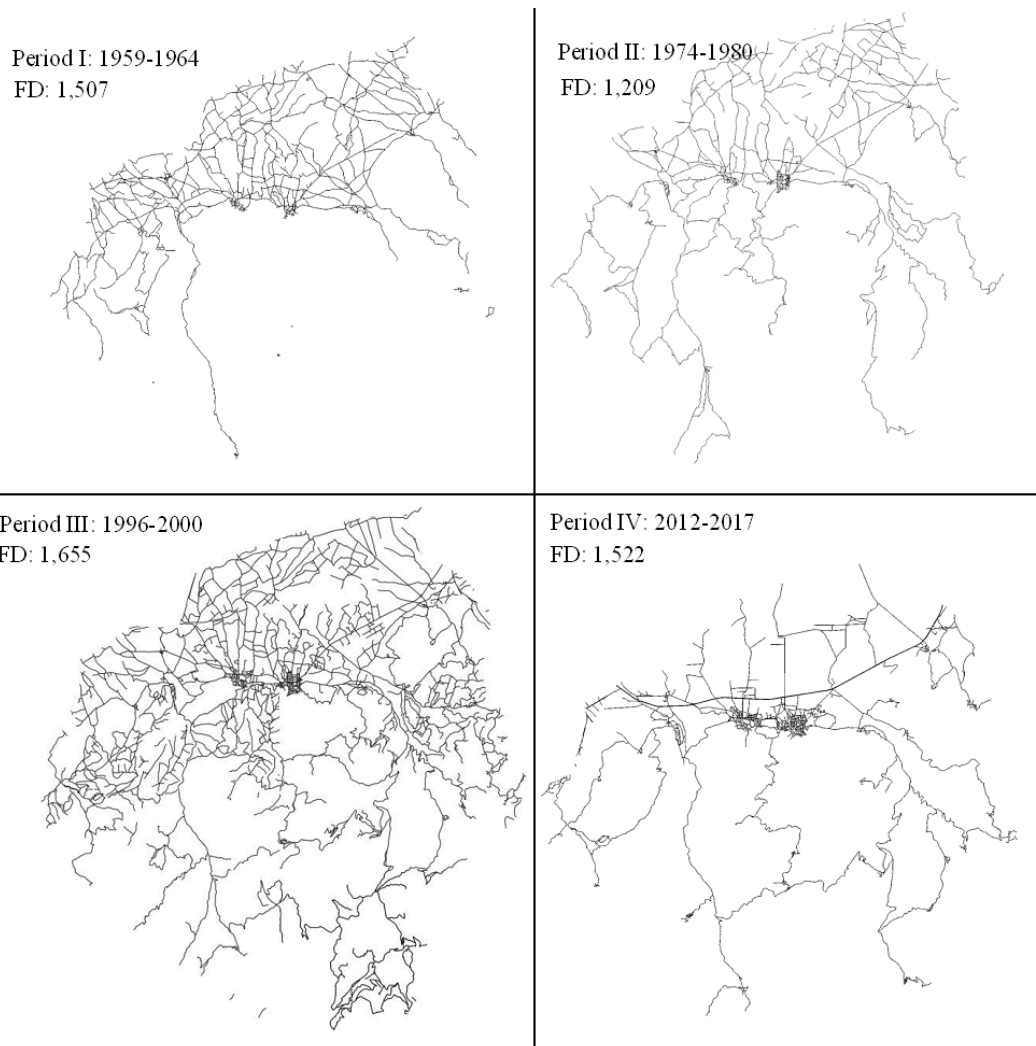 Period I: 1959-1964
FD: 1,507
Period II: 1974-1980
FD: 1,209
Period III: 1996-2000
FD: 1,655
Period IV: 2012-2017
FD: 1,522